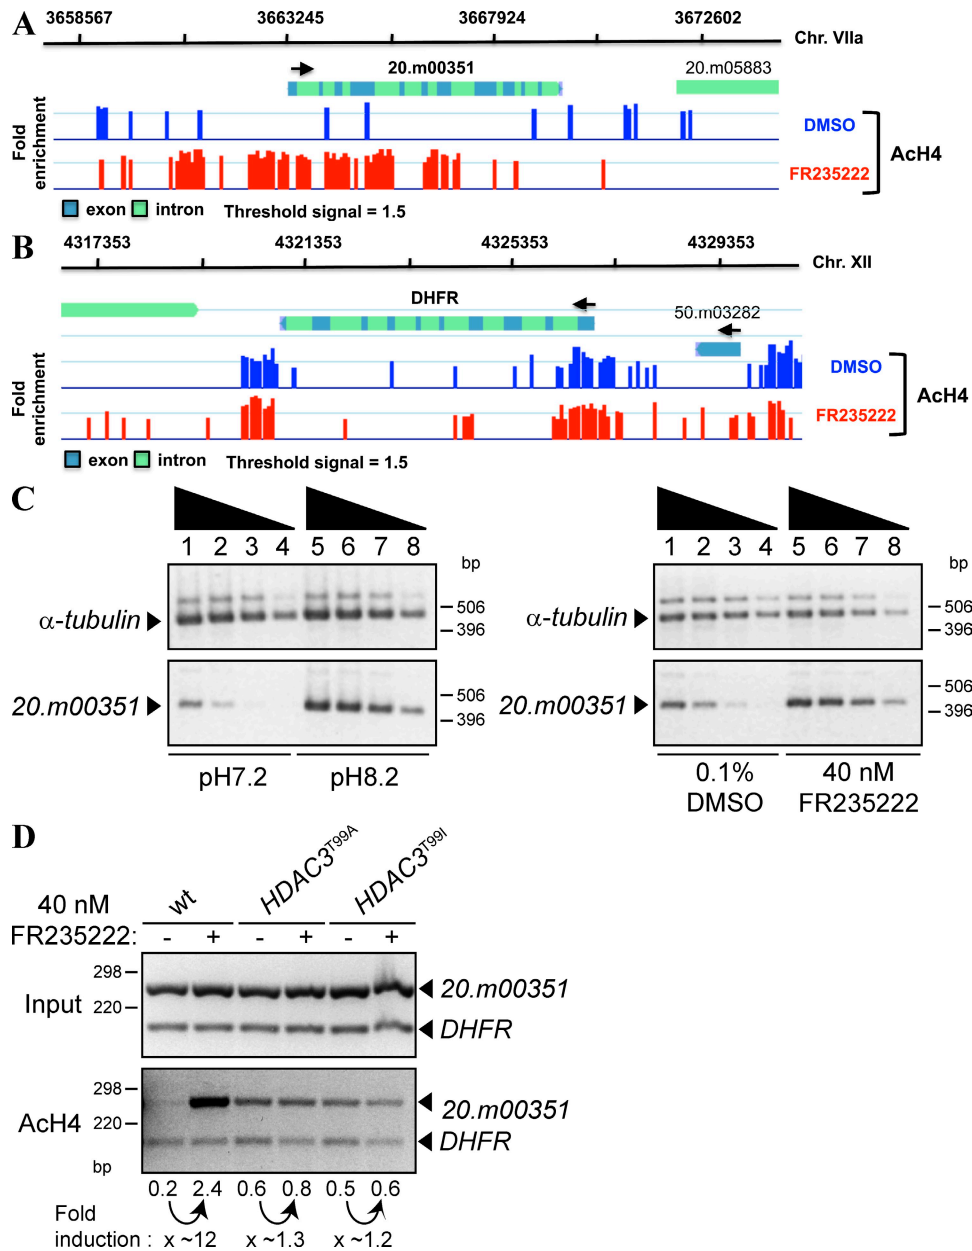 A
3658567 3663245 3667924 3672602
Chr. VIIa
20.m00351 20.m05883
Fold enrichment
DMSO
FR235222
AcH4
exon intron Threshold signal = 1.5
B
4317353 4321353 4325353 4329353
Chr. XII
DHFR
50.m03282
Fold enrichment
DMSO
FR235222
AcH4
exon intron Threshold signal = 1.5
C
1 2 3 4 5 6 7 8
bp
α-tubulin
506
396
20.m00351
506
396
pH7.2 pH8.2
1 2 3 4 5 6 7 8
bp
α-tubulin
506
396
20.m00351
506
396
0.1% DMSO
40 nM FR235222
D
wt HDAC3T99A HDAC3T99I
40 nM
FR235222: - + - + - +
Input
298
220
20.m00351
DHFR
AcH4
298
220
bp
20.m00351
DHFR
0.2 2.4 0.6 0.8 0.5 0.6
Fold
induction : x ~12 x ~1.3 x ~1.2